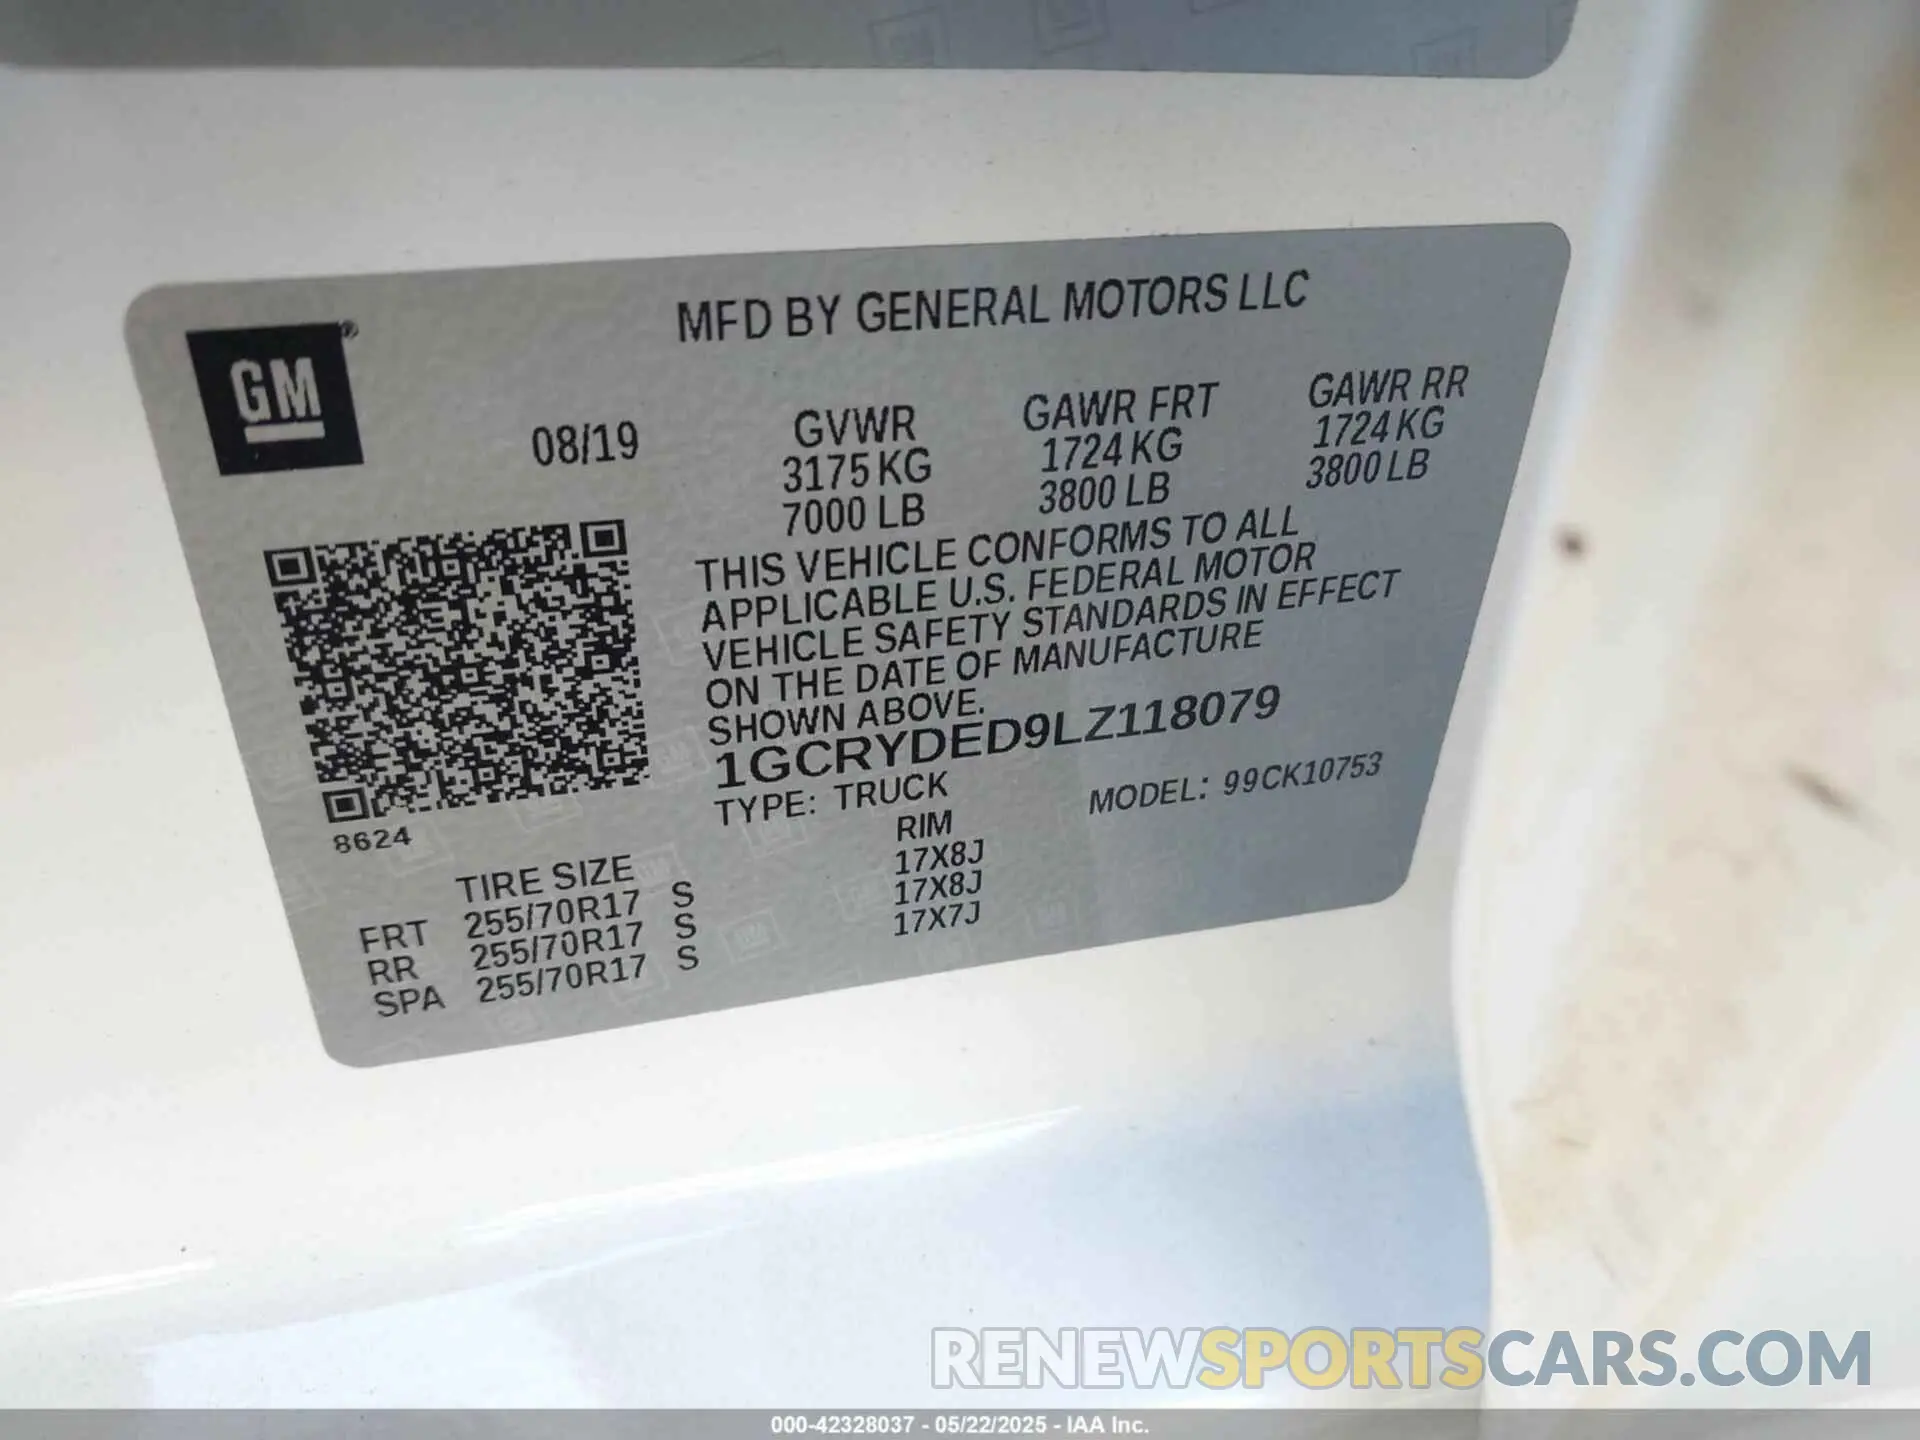 MFD BY GENERAL MOTORS LLC
GM®
08/19
GVWR GAWR FRT GAWR RR
3175 KG 1724 KG 1724 KG
7000 LB 3800 LB 3800 LB
THIS VEHICLE CONFORMS TO ALL
APPLICABLE U.S. FEDERAL MOTOR
VEHICLE SAFETY STANDARDS IN EFFECT
ON THE DATE OF MANUFACTURE
SHOWN ABOVE.
1GCRYDED9LZ118079
TYPE: TRUCK MODEL: 99CK10753
8624
TIRE SIZE RIM
FRT 255/70R17 S 17X8J
RR 255/70R17 S 17X8J
SPA 255/70R17 S 17X7J
RENEWSPORTSCARS.COM
000-42328037 - 05/22/2025 - IAA Inc.